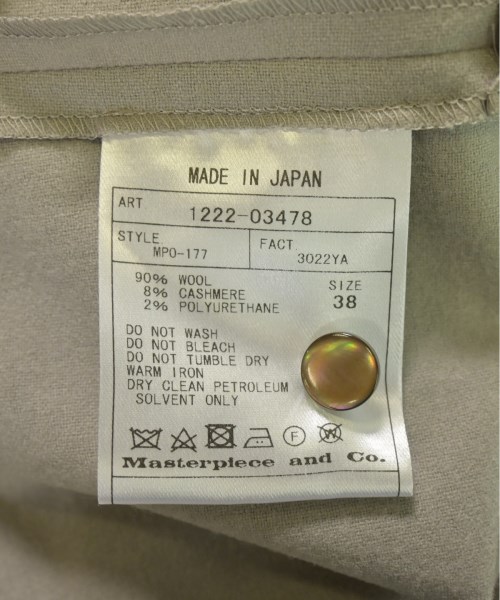 MADE IN JAPAN
ART
1222-03478
STYLE. FACT.
MPO-177 3022YA
90% WOOL
8% CASHMERE
2% POLYURETHANE
SIZE
38
DO NOT WASH
DO NOT BLEACH
DO NOT TUMBLE DRY
WARM IRON
DRY CLEAN PETROLEUM
SOLVENT ONLY
F W
Masterpiece and Co.